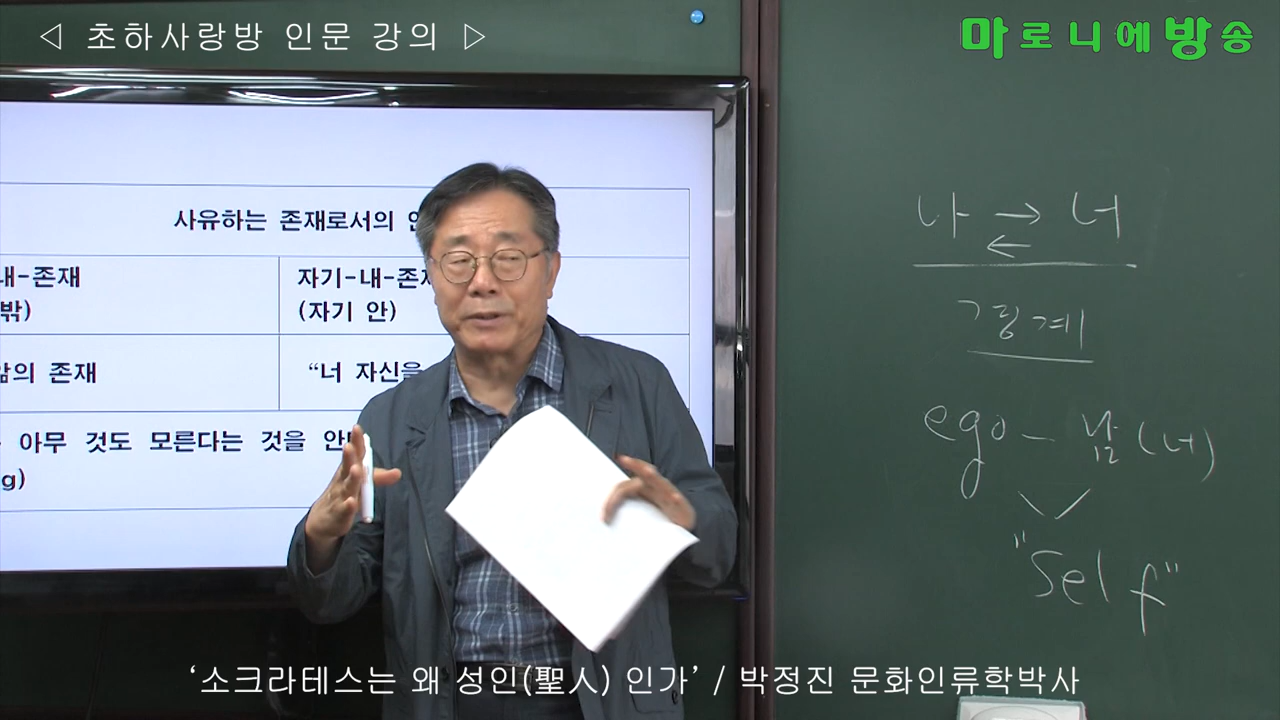 ◁ 초하사랑방 인문 강의 ▷
마로니에방송
사유하는 존재로서의
내-존재
밖)
자기-내-존재
(자기 안)
앎의 존재
“너 자신을
아무 것도 모른다는 것을 안다
g)
나 → 너
←
ego - 남 (너)
"Self"
‘소크라테스는 왜 성인(聖人) 인가’ / 박정진 문화인류학박사